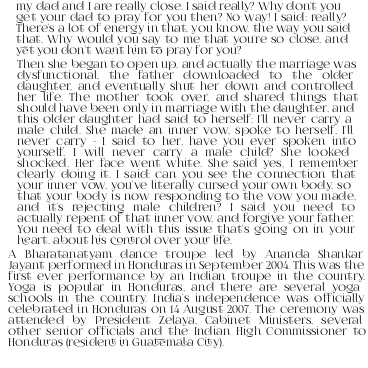 my dad and I are really close. I said really? Why don't you
get your dad to pray for you then? No way! I said: really?
There's a lot of energy in that, you know, the way you said
that. Why would you say to me that you're so close, and
yet you don't want him to pray for you?
Then she began to open up, and actually the marriage was
dysfunctional, the father downloaded to the older
daughter, and eventually shut her down and controlled
her life. The mother took over, and shared things that
should have been only in marriage with the daughter, and
this older daughter had said to herself: I'll never carry a
male child. She made an inner vow, spoke to herself, I'll
never carry - I said to her, have you ever spoken into
yourself, I will never carry a male child? She looked
shocked. Her face went white. She said yes, I remember
clearly doing it. I said: can you see the connection that
your inner vow, you've literally cursed your own body, so
that your body is now responding to the vow you made,
and it's rejecting male children? I said you need to
actually repent of that inner vow, and forgive your father.
You need to deal with this issue that's going on in your
heart, about his control over your life.
A Bharatanatyam dance troupe led by Ananda Shankar
Jayant performed in Honduras in September 2004. This was the
first ever performance by an Indian troupe in the country.
Yoga is popular in Honduras, and there are several yoga
schools in the country. India's independence was officially
celebrated in Honduras on 14 August 2007. The ceremony was
attended by President Zelaya, Cabinet Ministers, several
other senior officials and the Indian High Commissioner to
Honduras (resident in Guatemala City).